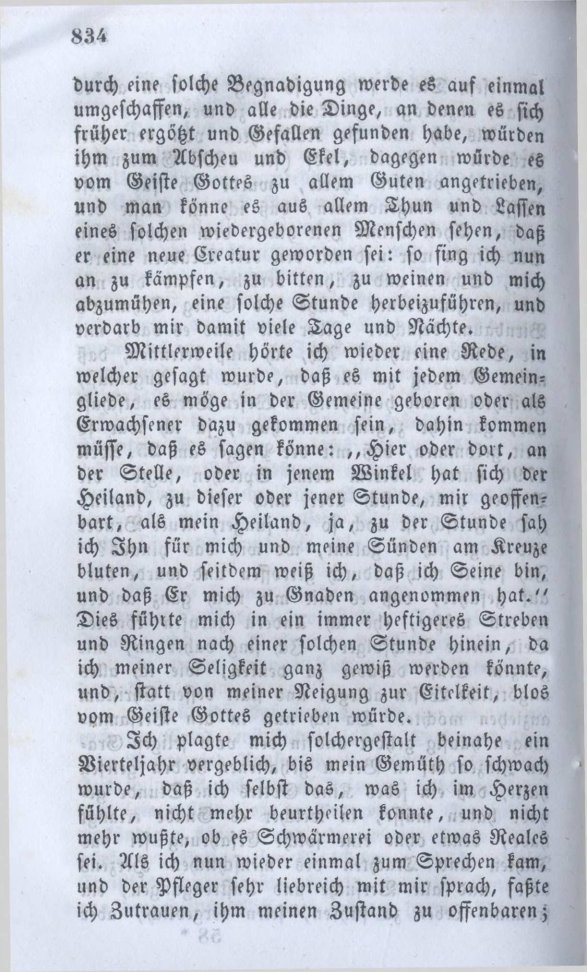 834
durch eine solche Begnadigung werde es auf einmal
umgeschaffen, und alle die Dinge, an denen es sich
früher ergötzt und Gefallen gefunden habe, würden
ihm zum Abscheu und Ekel, dagegen würde es
vom Geiste Gottes zu allem Guten angetrieben,
und man könne es aus allem Thun und Lassen
eines solchen wiedergeborenen Menschen sehen, daß
er eine neue Creatur geworden sei: so fing ich nun
an zu kämpfen, zu bitten, zu weinen und mich
abzumühen, eine solche Stunde herbeizuführen, und
verdarb mir damit viele Tage und Nächte.
Mittlerweile hörte ich wieder eine Rede, in
welcher gesagt wurde, daß es mit jedem Gemein-
gliede, es möge in der Gemeine geboren oder als
Erwachsener dazu gekommen sein, dahin kommen
müsse, daß es sagen könne: „Hier oder dort, an
der Stelle, oder in jenem Winkel hat sich der
Heiland, zu dieser oder jener Stunde, mir geoffen-
bart, als mein Heiland, ja, zu der Stunde sah
ich Ihn für mich und meine Sünden am Kreuze
bluten, und seitdem weiß ich, daß ich Seine bin,
und daß Er mich zu Gnaden angenommen hat.“
Dies führte mich in ein immer heftigeres Streben
und Ringen nach einer solchen Stunde hinein, da
ich meiner Seligkeit ganz gewiß werden könnte,
und, statt von meiner Neigung zur Eitelkeit, blos
vom Geiste Gottes getrieben würde.
Ich plagte mich solchergestalt beinahe ein
Vierteljahr vergeblich, bis mein Gemüth so schwach
wurde, daß ich selbst das, was ich im Herzen
fühlte, nicht mehr beurtheilen konnte, und nicht
mehr wußte, ob es Schwärmerei oder etwas Reales
sei. Als ich nun wieder einmal zum Sprechen kam,
und der Pfleger sehr liebreich mit mir sprach, faßte
ich Zutrauen, ihm meinen Zustand zu offenbaren;